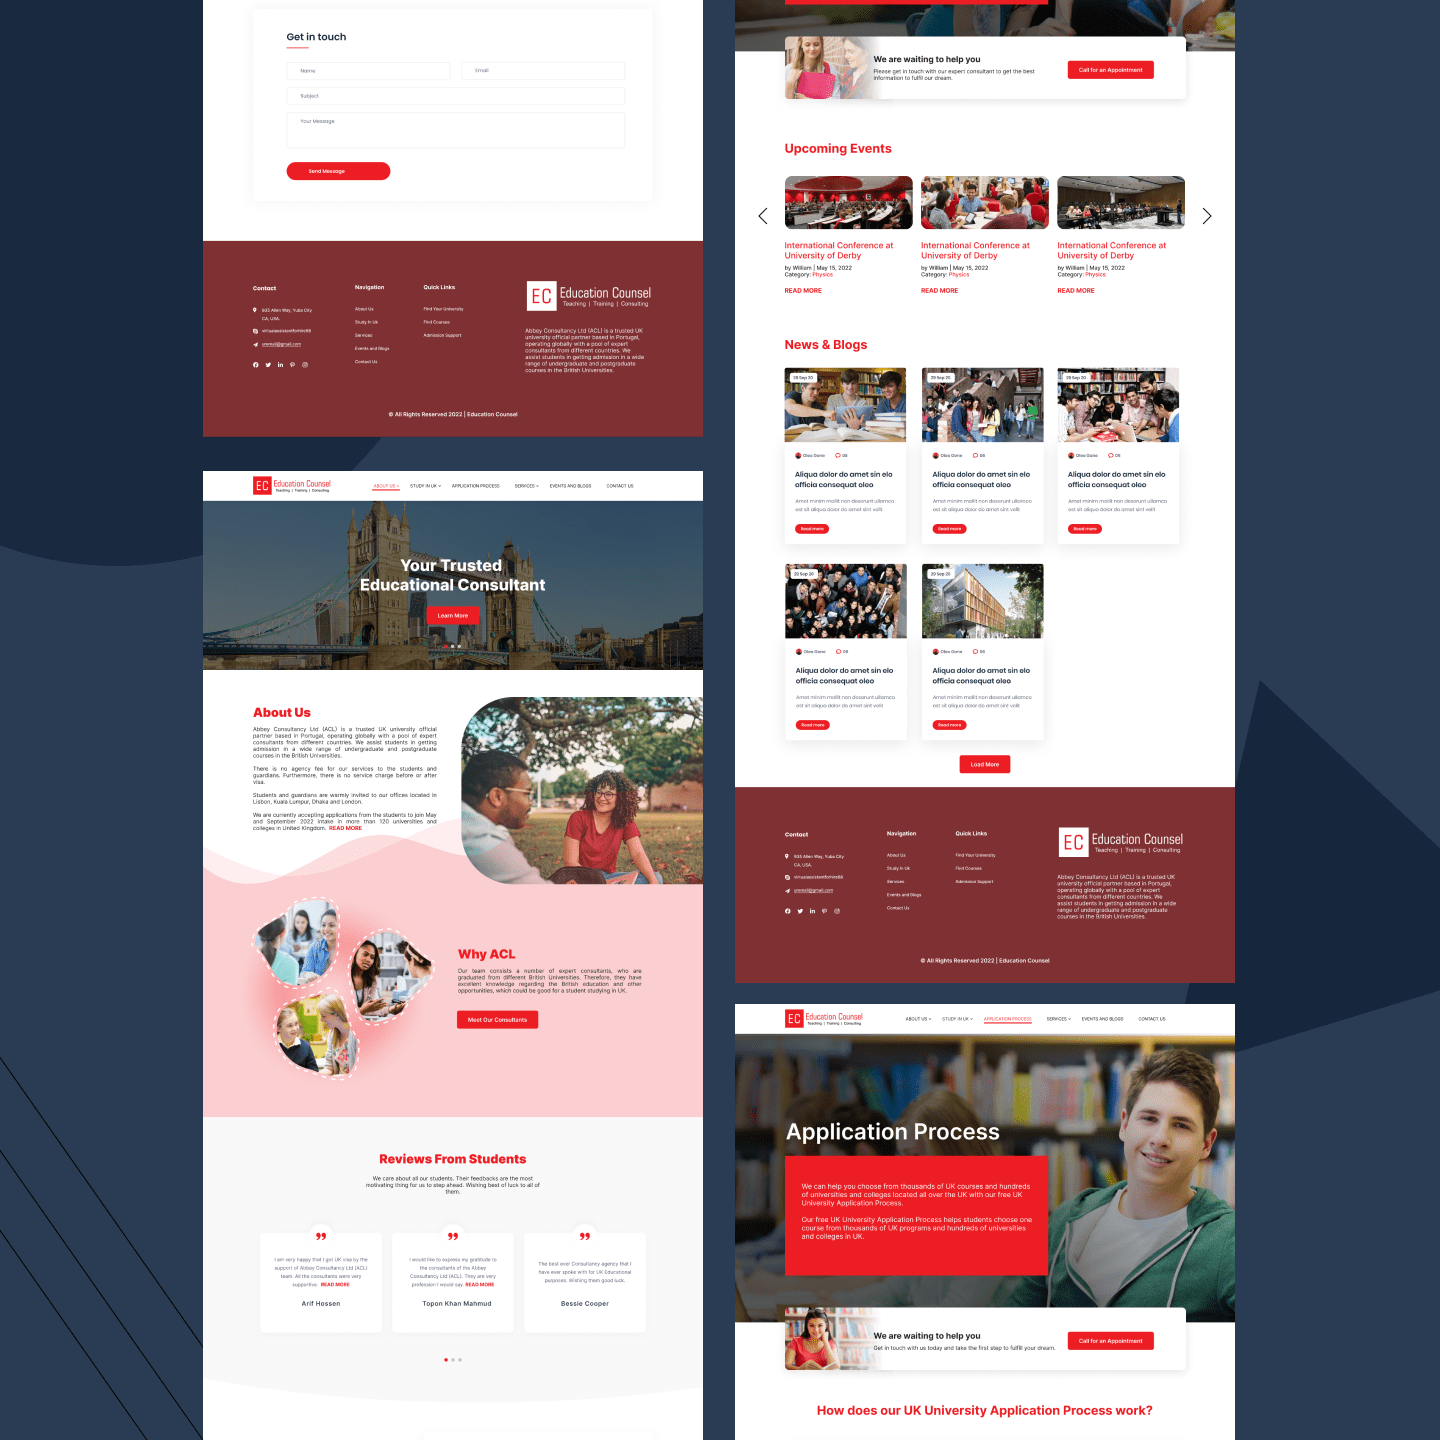 Get in touch
Name
Email
Subject
Your Message
Send Message
Contact
935 Allen Way, Yuba City
CA, USA.
virtualassistantforhire88
ummid@gmail.com
Navigation
About Us
Study In Uk
Services
Events and Blogs
Contact Us
Quick Links
Find Your University
Find Courses
Admission Support
EC Education Counsel
Teaching | Training | Consulting
Abbey Consultancy Ltd (ACL) is a trusted UK
university official partner based in Portugal,
operating globally with a pool of expert
consultants from different countries. We
assist students in getting admission in a wide
range of undergraduate and postgraduate
courses in the British Universities.
© All Rights Reserved 2022 | Education Counsel
EC Education Counsel
Teaching | Training | Consulting
ABOUT US
STUDY IN UK
APPLICATION PROCESS
SERVICES
EVENTS AND BLOGS
CONTACT US
Your Trusted
Educational Consultant
Learn More
About Us
Abbey Consultancy Ltd (ACL) is a trusted UK university official
partner based in Portugal, operating globally with a pool of expert
consultants from different countries. We assist students in getting
admission in a wide range of undergraduate and postgraduate
courses in the British Universities.
There is no agency fee for our services to the students and
guardians. Furthermore, there is no service charge before or after
visa.
Students and guardians are warmly invited to our offices located in
Lisbon, Kuala Lumpur, Dhaka and London.
We are currently accepting applications from the students to join May
and September 2022 intake in more than 120 universities and
colleges in United Kingdom. READ MORE
Why ACL
Our team consists a number of expert consultants, who are
graduated from different British Universities. Therefore, they have
excellent knowledge regarding the British education and other
opportunities, which could be good for a student studying in UK.
Meet Our Consultants
Reviews From Students
We care about all our students. Their feedbacks are the most
motivating thing for us to step ahead. Wishing best of luck to all of
them.
I am very happy that I got UK visa by the
support of Abbey Consultancy Ltd (ACL)
team. All the consultants were very
supportive. READ MORE
Arif Hossen
I would like to express my gratitude to
the consultants of the Abbey
Consultancy Ltd (ACL). They are very
profession I would say. READ MORE
Topon Khan Mahmud
The best ever Consultancy agency that I
have ever spoke with for UK Educational
purposes. Wishing them good luck.
Bessie Cooper
We are waiting to help you
Please get in touch with our expert consultant to get the best
information to fulfil our dream.
Call for an Appointment
Upcoming Events
International Conference at
University of Derby
by William | May 15, 2022
Category: Physics
READ MORE
International Conference at
University of Derby
by William | May 15, 2022
Category: Physics
READ MORE
International Conference at
University of Derby
by William | May 15, 2022
Category: Physics
READ MORE
News & Blogs
29 Sep 20
Olea Gome
08
Aliqua dolor do amet sin elo
officia consequat oleo
Amet minim mollit non deserunt ullamco
est sit aliqua dolor do amet sint velit
Read more
29 Sep 20
Olea Gome
08
Aliqua dolor do amet sin elo
officia consequat oleo
Amet minim mollit non deserunt ullamco
est sit aliqua dolor do amet sint velit
Read more
29 Sep 20
Olea Gome
08
Aliqua dolor do amet sin elo
officia consequat oleo
Amet minim mollit non deserunt ullamco
est sit aliqua dolor do amet sint velit
Read more
29 Sep 20
Olea Gome
08
Aliqua dolor do amet sin elo
officia consequat oleo
Amet minim mollit non deserunt ullamco
est sit aliqua dolor do amet sint velit
Read more
29 Sep 20
Olea Gome
08
Aliqua dolor do amet sin elo
officia consequat oleo
Amet minim mollit non deserunt ullamco
est sit aliqua dolor do amet sint velit
Read more
Load More
Contact
935 Allen Way, Yuba City
CA, USA.
virtualassistantforhire88
ummid@gmail.com
Navigation
About Us
Study In Uk
Services
Events and Blogs
Contact Us
Quick Links
Find Your University
Find Courses
Admission Support
EC Education Counsel
Teaching | Training | Consulting
Abbey Consultancy Ltd (ACL) is a trusted UK
university official partner based in Portugal,
operating globally with a pool of expert
consultants from different countries. We
assist students in getting admission in a wide
range of undergraduate and postgraduate
courses in the British Universities.
© All Rights Reserved 2022 | Education Counsel
EC Education Counsel
Teaching | Training | Consulting
ABOUT US
STUDY IN UK
APPLICATION PROCESS
SERVICES
EVENTS AND BLOGS
CONTACT US
Application Process
We can help you choose from thousands of UK courses and hundreds
of universities and colleges located all over the UK with our free UK
University Application Process.
Our free UK University Application Process helps students choose one
course from thousands of UK programs and hundreds of universities
and colleges in UK.
We are waiting to help you
Get in touch with us today and take the first step to fulfill your dream.
Call for an Appointment
How does our UK University Application Process work?